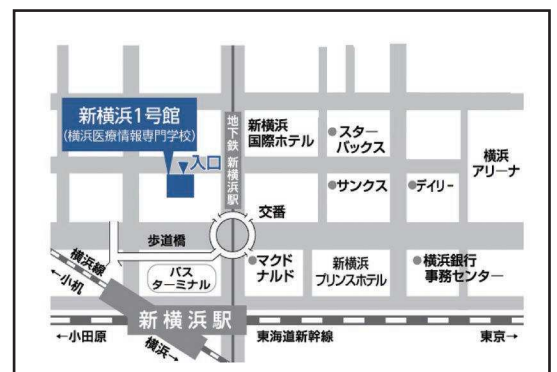 新横浜1号館
(横浜医療情報専門学校)
▼入口
地下鉄 新横浜駅
新横浜
国際ホテル
●スター
バックス
横浜
アリーナ
●サンクス
●デイリー
交番
歩道橋
バス
ターミナル
●マクド
ナルド
新横浜
プリンスホテル
●横浜銀行
事務センター
横浜線
←小机
新横浜駅
横浜→
←小田原
東海道新幹線
東京→